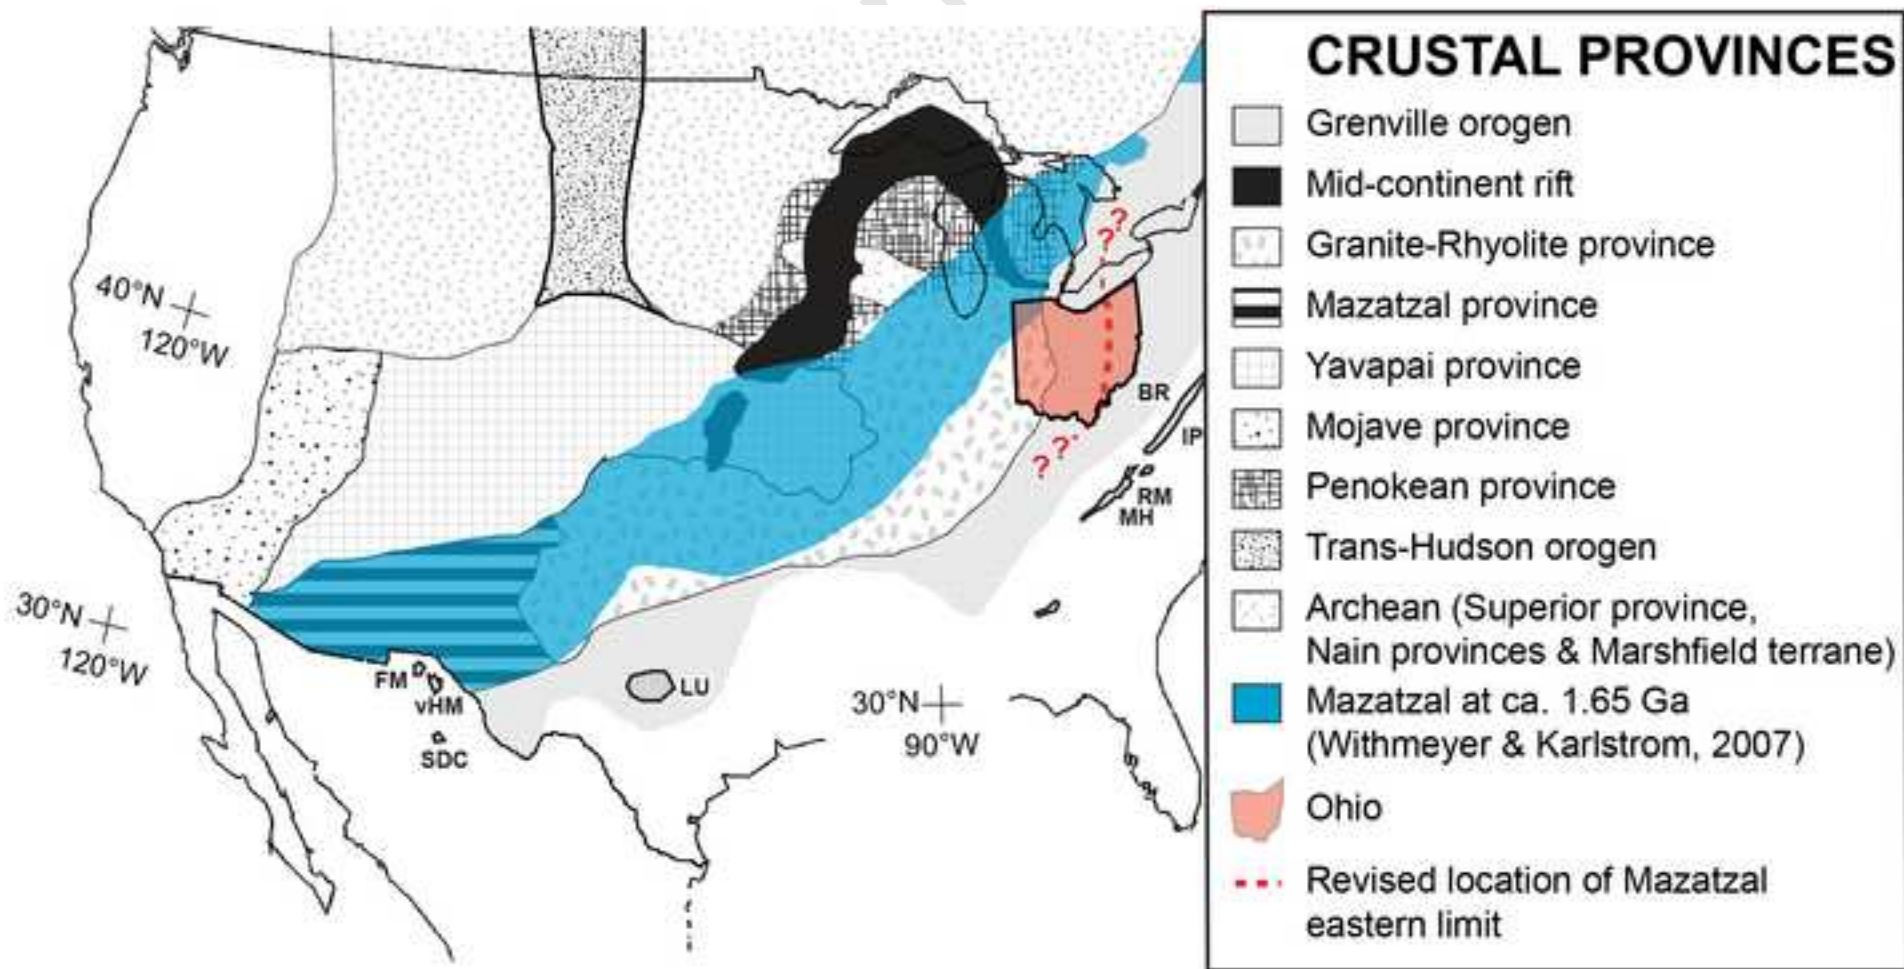 40°N
120°W
30°N
120°W
30°N
90°W
FM
vHM
SDC
LU
BR
IP
RM
MH
?
?
?
?
CRUSTAL PROVINCES
Grenville orogen
Mid-continent rift
Granite-Rhyolite province
Mazatzal province
Yavapai province
Mojave province
Penokean province
Trans-Hudson orogen
Archean (Superior province,
Nain provinces & Marshfield terrane)
Mazatzal at ca. 1.65 Ga
(Withmeyer & Karlstrom, 2007)
Ohio
Revised location of Mazatzal
eastern limit